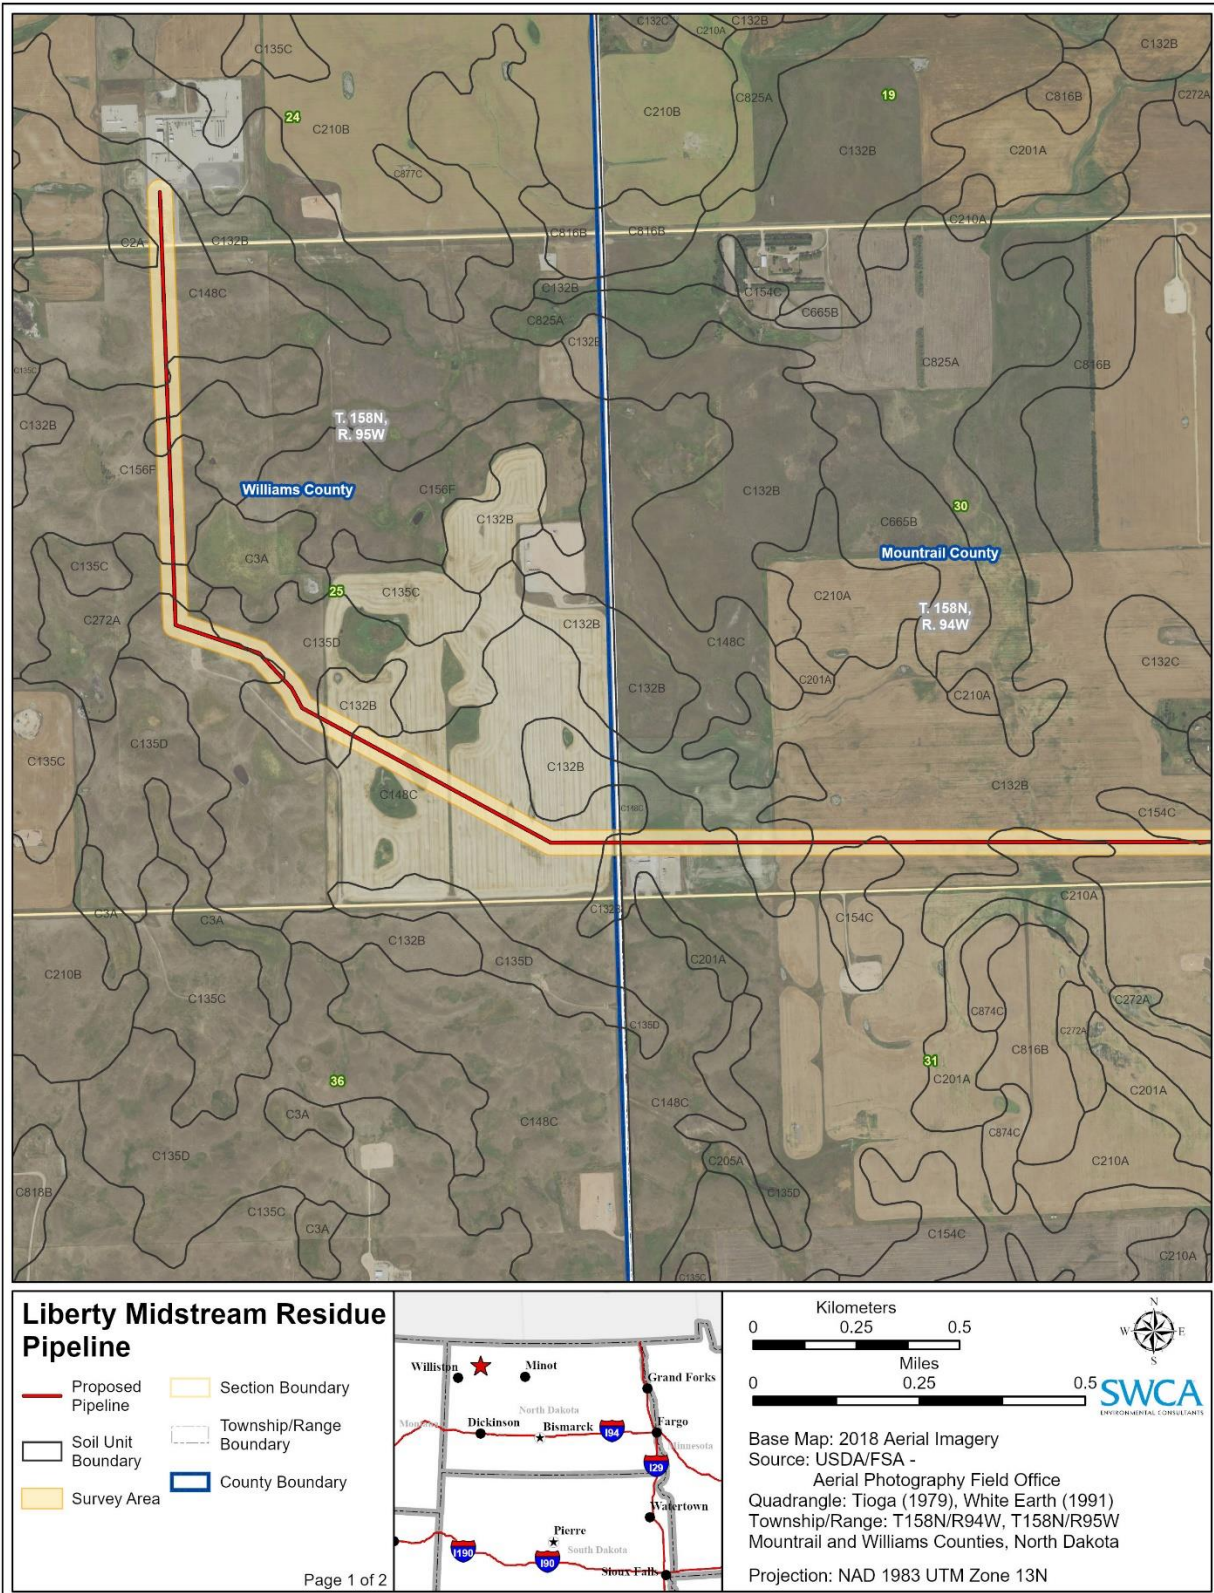 C132C
C132B
C210A
C135C
C132B
24
C210B
C210B
C825A
19
C816B
C272A
C132B
C201A
C877C
C210A
C2A
C132B
C816B
C816B
C148C
C132B
C154C
C825A
C665B
C132B
C135C
C825A
C816B
C132B
T. 158N,
R. 95W
C156F
Williams County
C156F
C132B
C132B
C665B
30
C3A
C135C
Mountrail County
25
C135C
C210A
C272A
T. 158N,
R. 94W
C132B
C135D
C148C
C132C
C201A
C132B
C132B
C210A
C135D
C135C
C132B
C132B
C148C
C148C
C154C
C210A
C132B
C3A
C3A
C154C
C132B
C135D
C201A
C210B
C135C
C272A
C874C
C135D
C272A
C816B
31
36
C201A
C201A
C3A
C148C
C148C
C874C
C135D
C205A
C210A
C818B
C135D
C135C
C3A
C154C
C210A
C135C
Liberty Midstream Residue
Pipeline
Proposed
Pipeline
Section Boundary
Soil Unit
Boundary
Township/Range
Boundary
Survey Area
County Boundary
Page 1 of 2
Williston
Minot
Grand Forks
North Dakota
Montana
Dickinson
Bismarck
I94
Fargo
Minnesota
I29
Watertown
Pierre
South Dakota
I190
I90
Sioux Falls
Kilometers
0 0.25 0.5
Miles
0 0.25 0.5
N
W E
S
SWCA
ENVIRONMENTAL CONSULTANTS
Base Map: 2018 Aerial Imagery
Source: USDA/FSA -
Aerial Photography Field Office
Quadrangle: Tioga (1979), White Earth (1991)
Township/Range: T158N/R94W, T158N/R95W
Mountrail and Williams Counties, North Dakota
Projection: NAD 1983 UTM Zone 13N